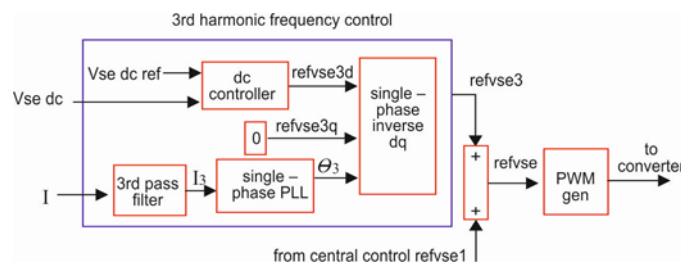 3rd harmonic frequency control
Vse dc ref
Vse dc
dc
controller
refvse3d
0
refvse3q
single –
phase
inverse
dq
refvse3
I
3rd pass
filter
I3
single –
phase PLL
Θ3
+
+
refvse
PWM
gen
to
converter
from central control refvse1